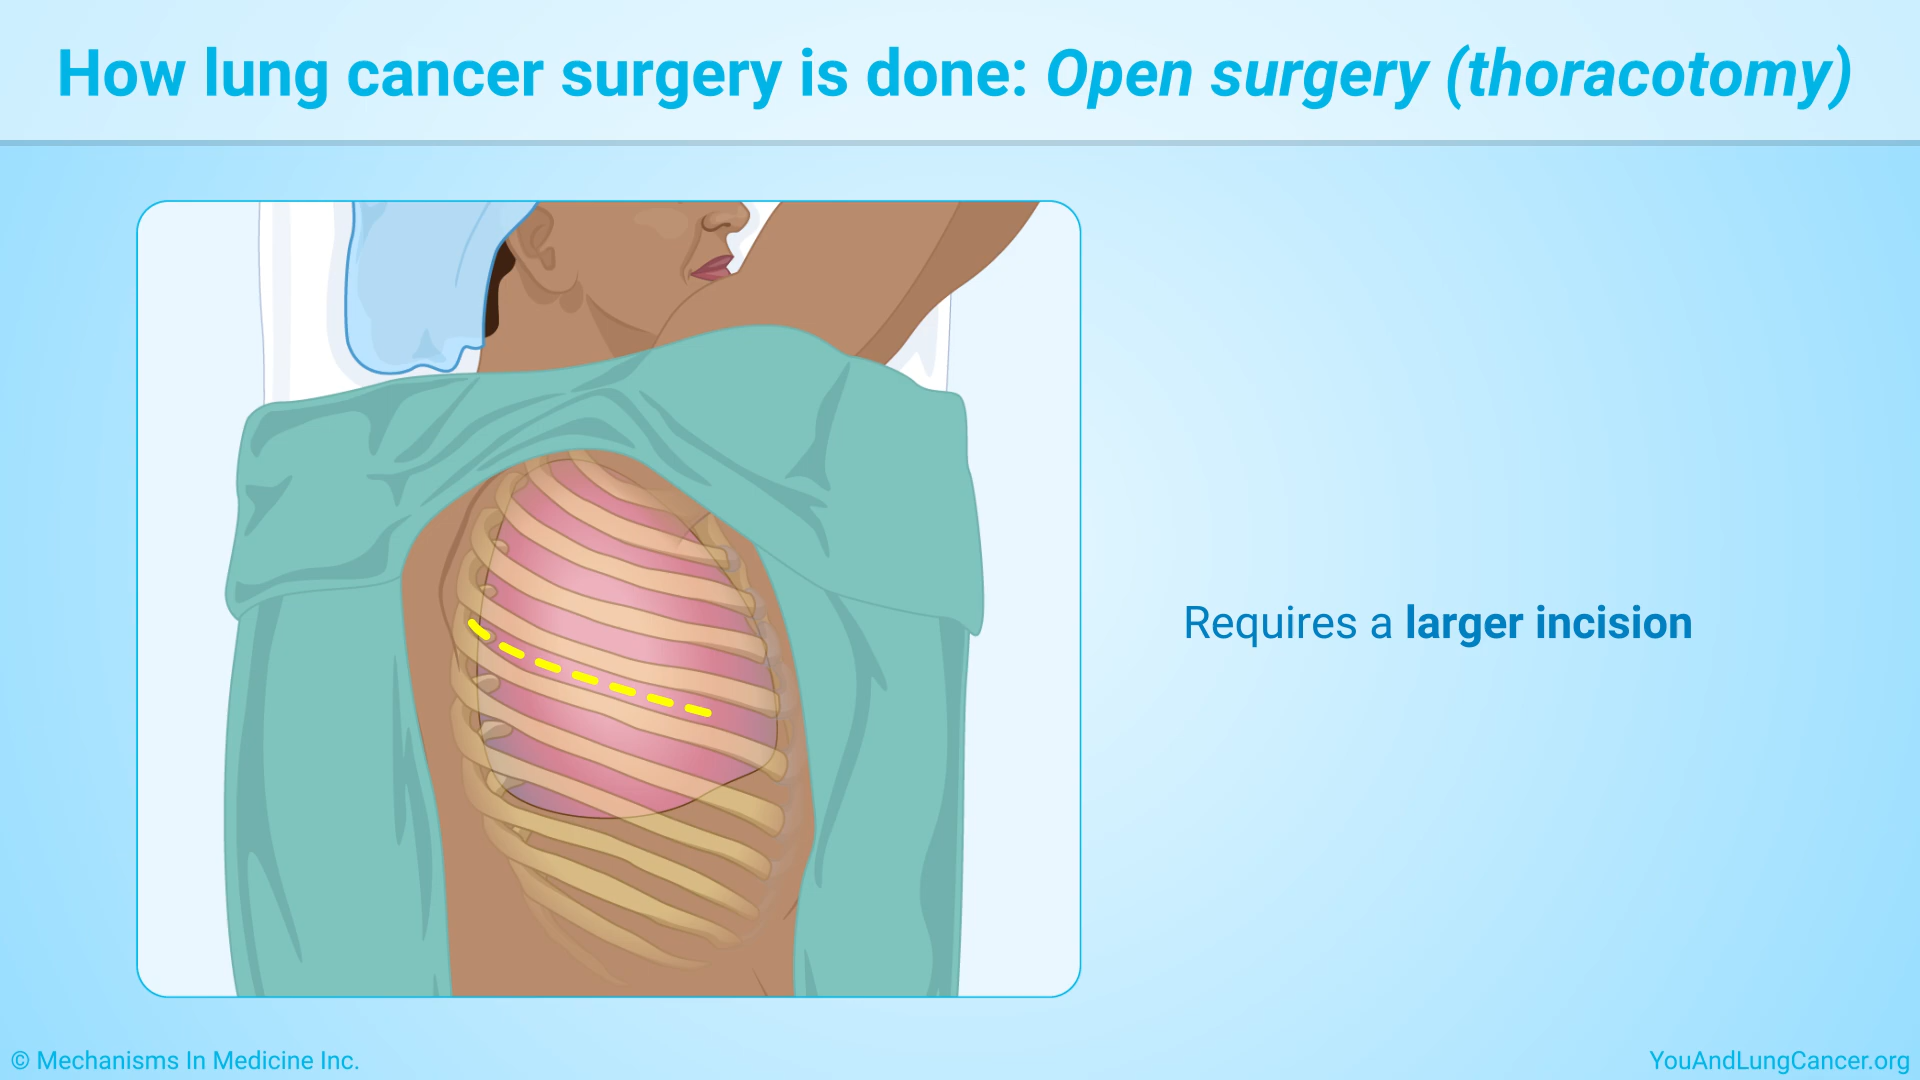 How lung cancer surgery is done: Open surgery (thoracotomy)
Requires a larger incision
© Mechanisms In Medicine Inc.
YouAndLungCancer.org